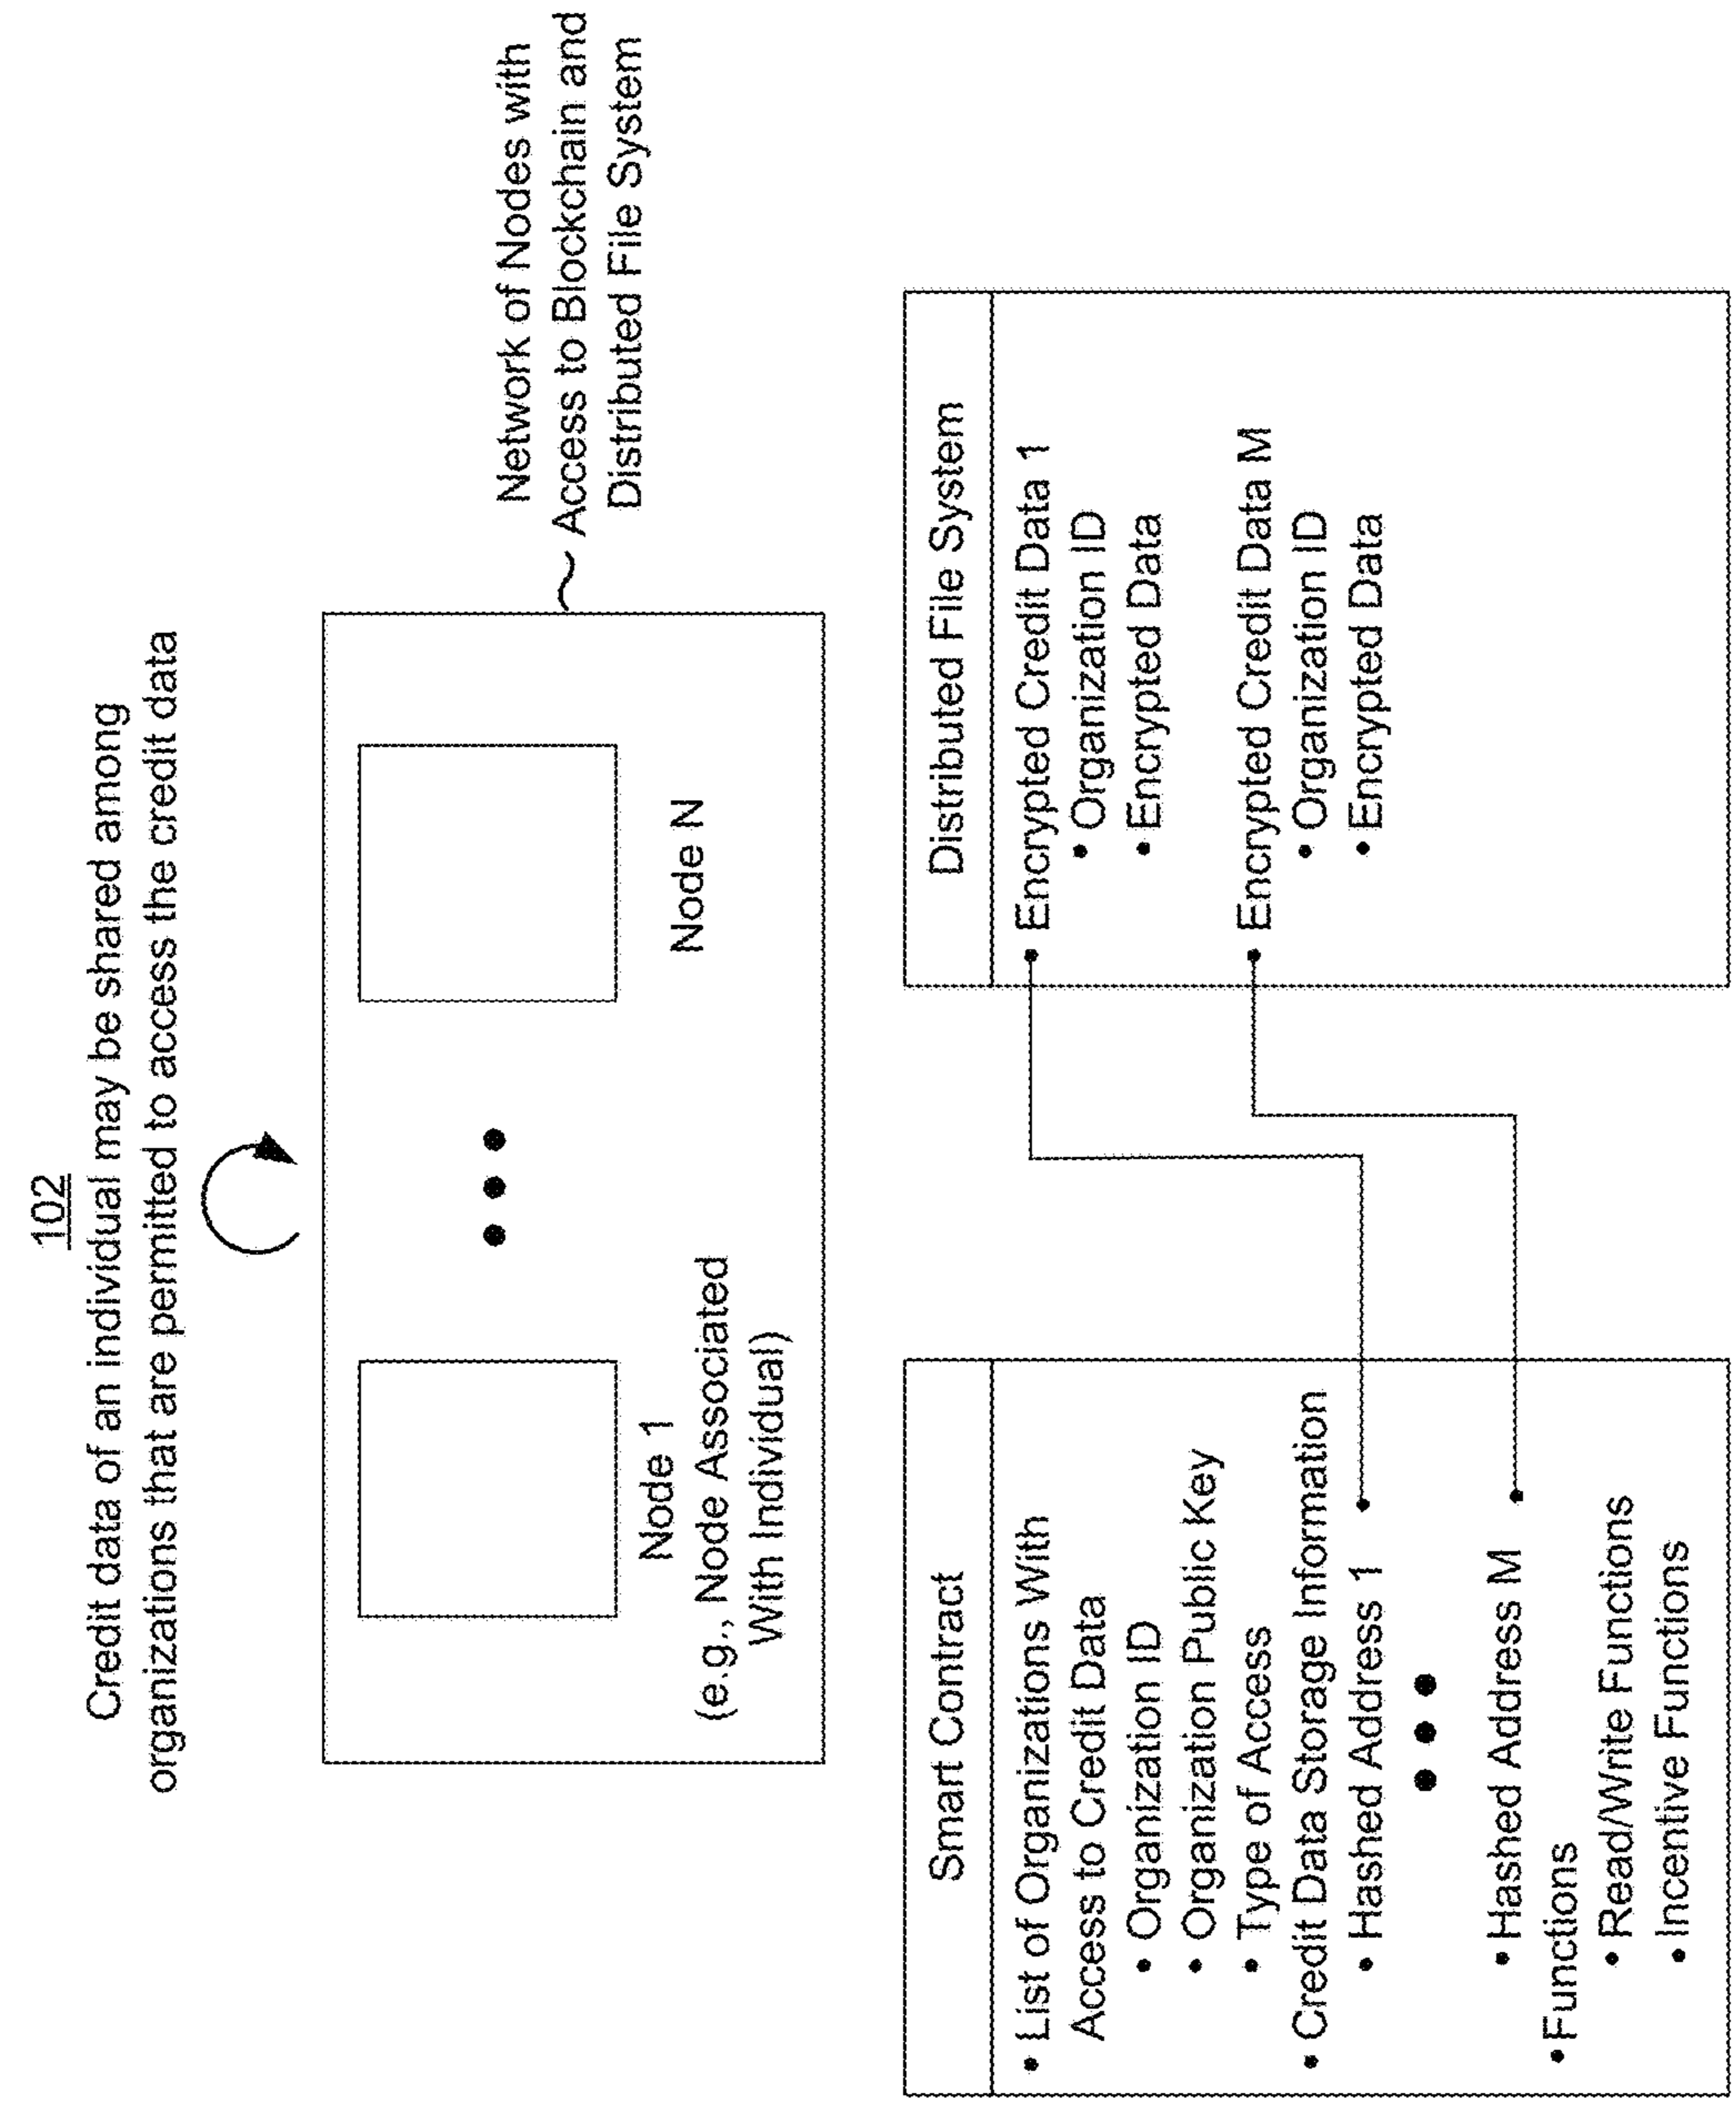 102
Credit data of an individual may be shared among
organizations that are permitted to access the credit data
Network of Nodes with
Access to Blockchain and
Distributed File System
Node 1
(e.g., Node Associated
With Individual)
Node N
Smart Contract
• List of Organizations With
Access to Credit Data
• Organization ID
• Organization Public Key
• Type of Access
• Credit Data Storage Information
• Hashed Address 1
• Hashed Address M
• Functions
• Read/Write Functions
• Incentive Functions
Distributed File System
Encrypted Credit Data 1
• Organization ID
• Encrypted Data
Encrypted Credit Data M
• Organization ID
• Encrypted Data